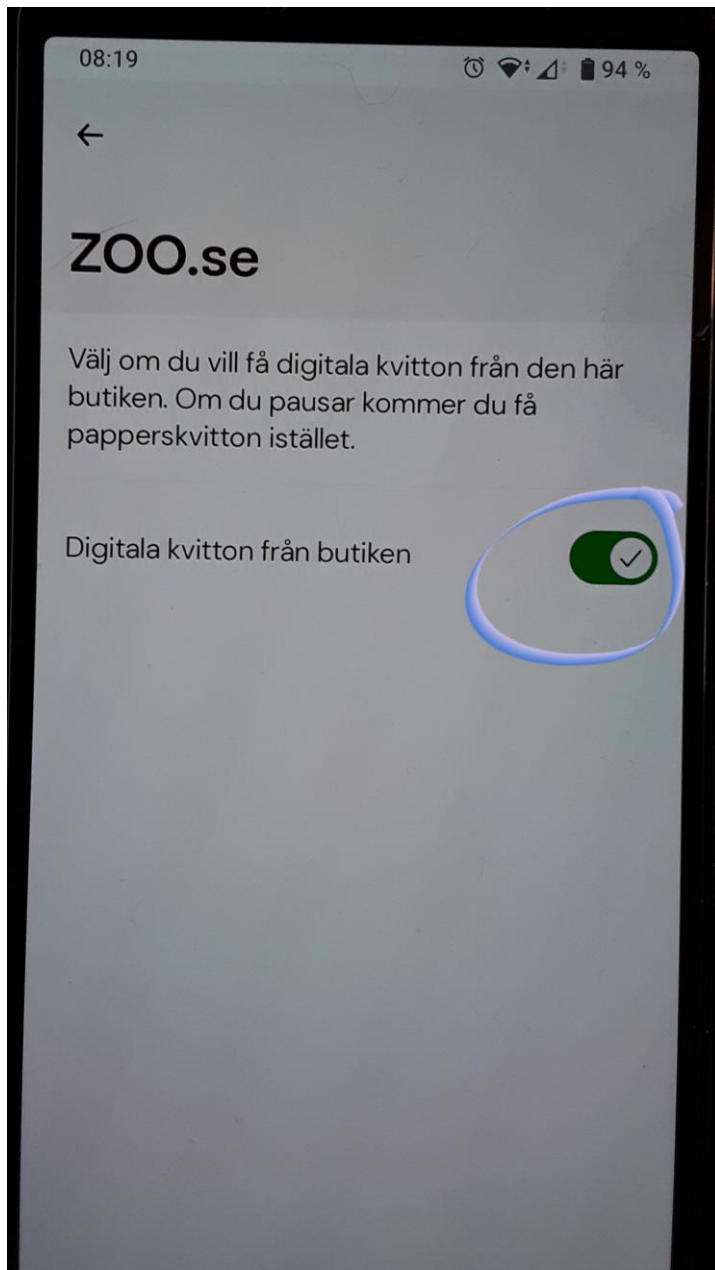 08:19
94 %
ZOO.se
Välj om du vill få digitala kvitton från den här
butiken. Om du pausar kommer du få
papperskvitton istället.
Digitala kvitton från butiken